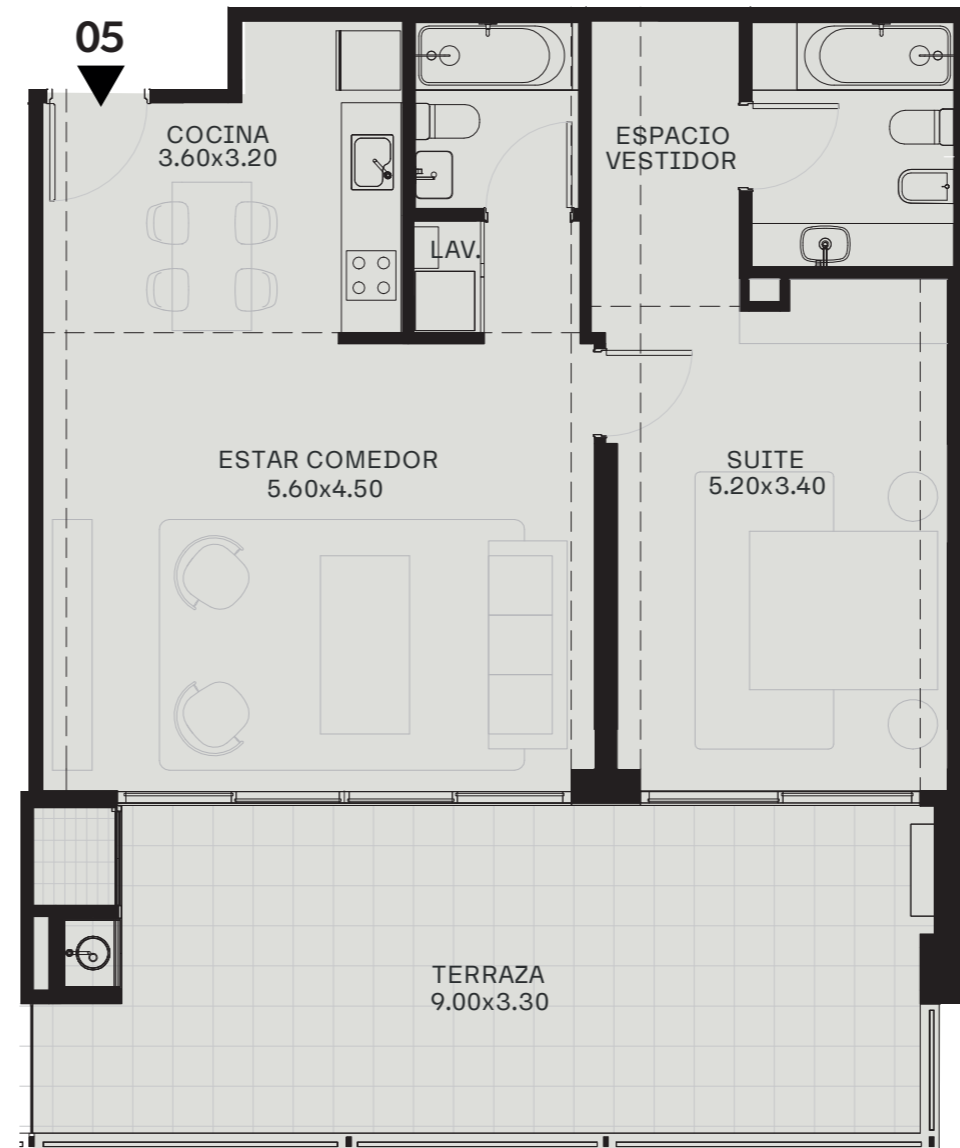 05
COCINA
3.60x3.20
ESPACIO
VESTIDOR
LAV.
ESTAR COMEDOR
5.60x4.50
SUITE
5.20x3.40
TERRAZA
9.00x3.30